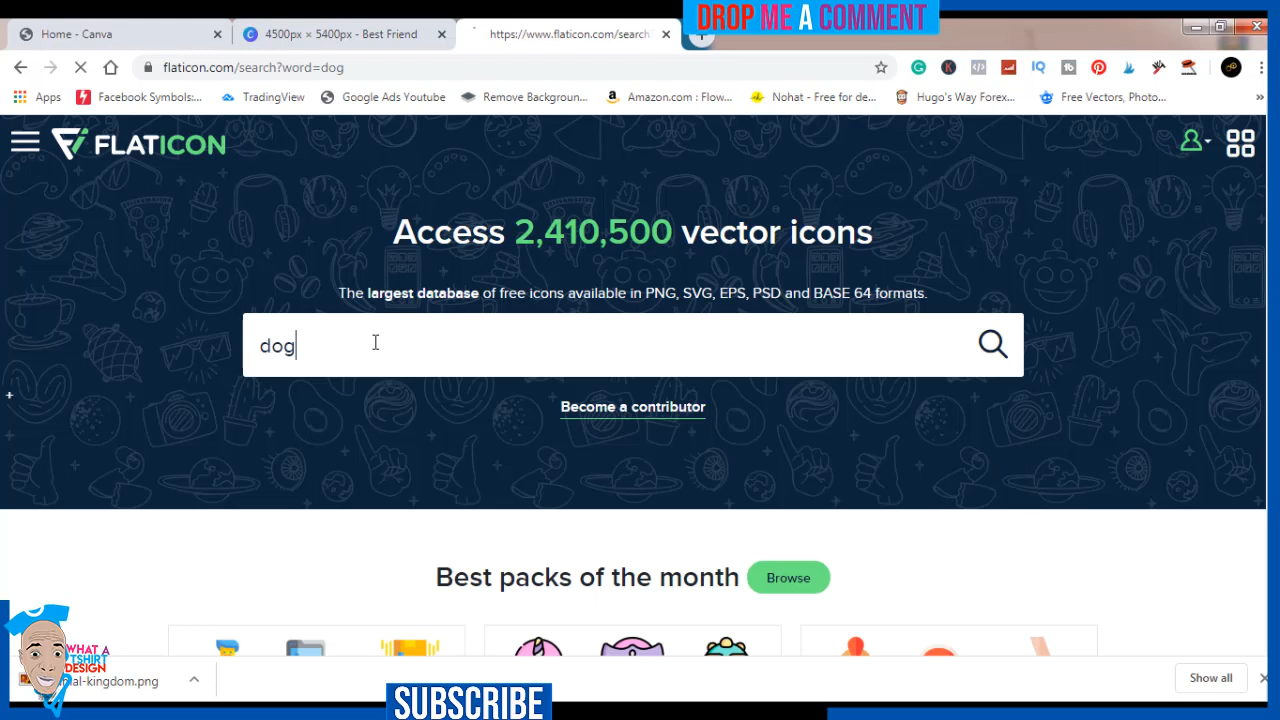 DROP ME A COMMENT
Home - Canva
4500px × 5400px - Best Friend
https://www.flaticon.com/search
flaticon.com/search?word=dog
Apps
Facebook Symbols:...
TradingView
Google Ads Youtube
Remove Backgroun...
Amazon.com : Flow...
Nohat - Free for de...
Hugo's Way Forex...
Free Vectors, Photo...
FLATICON
Access 2,410,500 vector icons
The largest database of free icons available in PNG, SVG, EPS, PSD and BASE 64 formats.
dog
Become a contributor
Best packs of the month
Browse
WHAT A
TSHIRT
DESIGN
al-kingdom.png
Show all
SUBSCRIBE